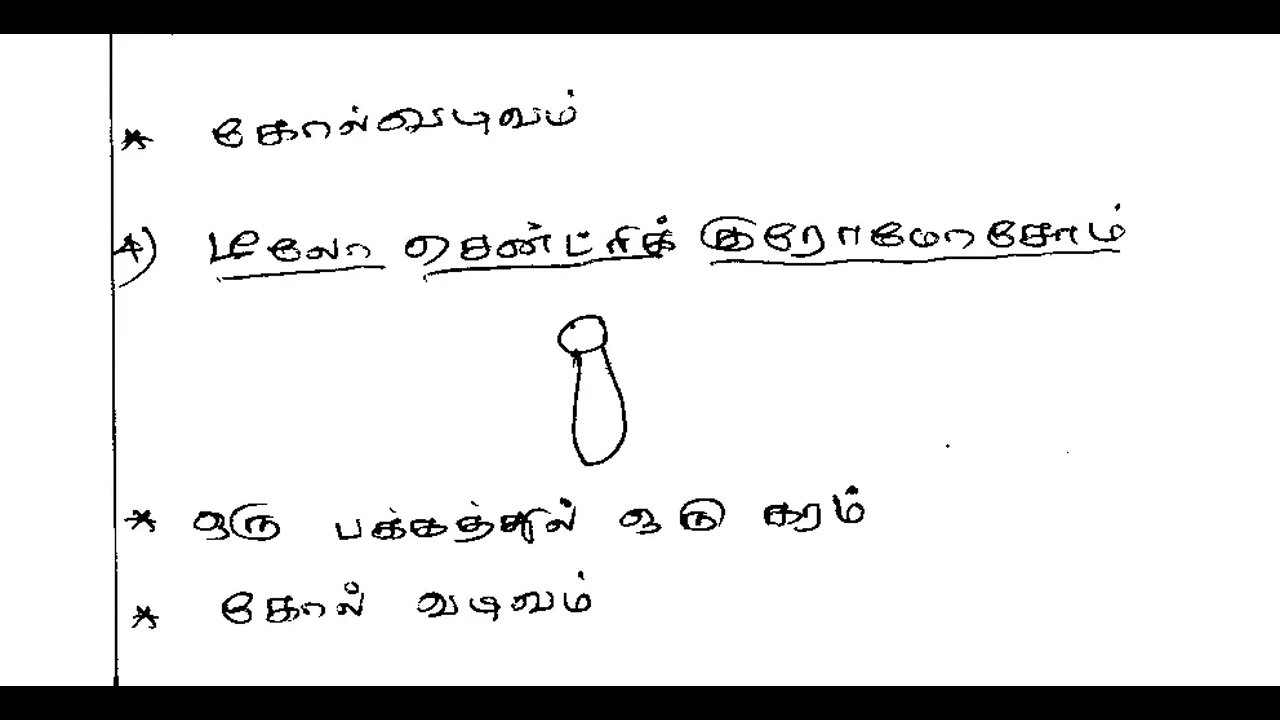 * கோல்வடிவம்
4) டீலோ சென்ட்ரிக் குரோமோசோம்
* ஒரு பக்கத்தில் ஒரு கரம்
* கோல் வடிவம்